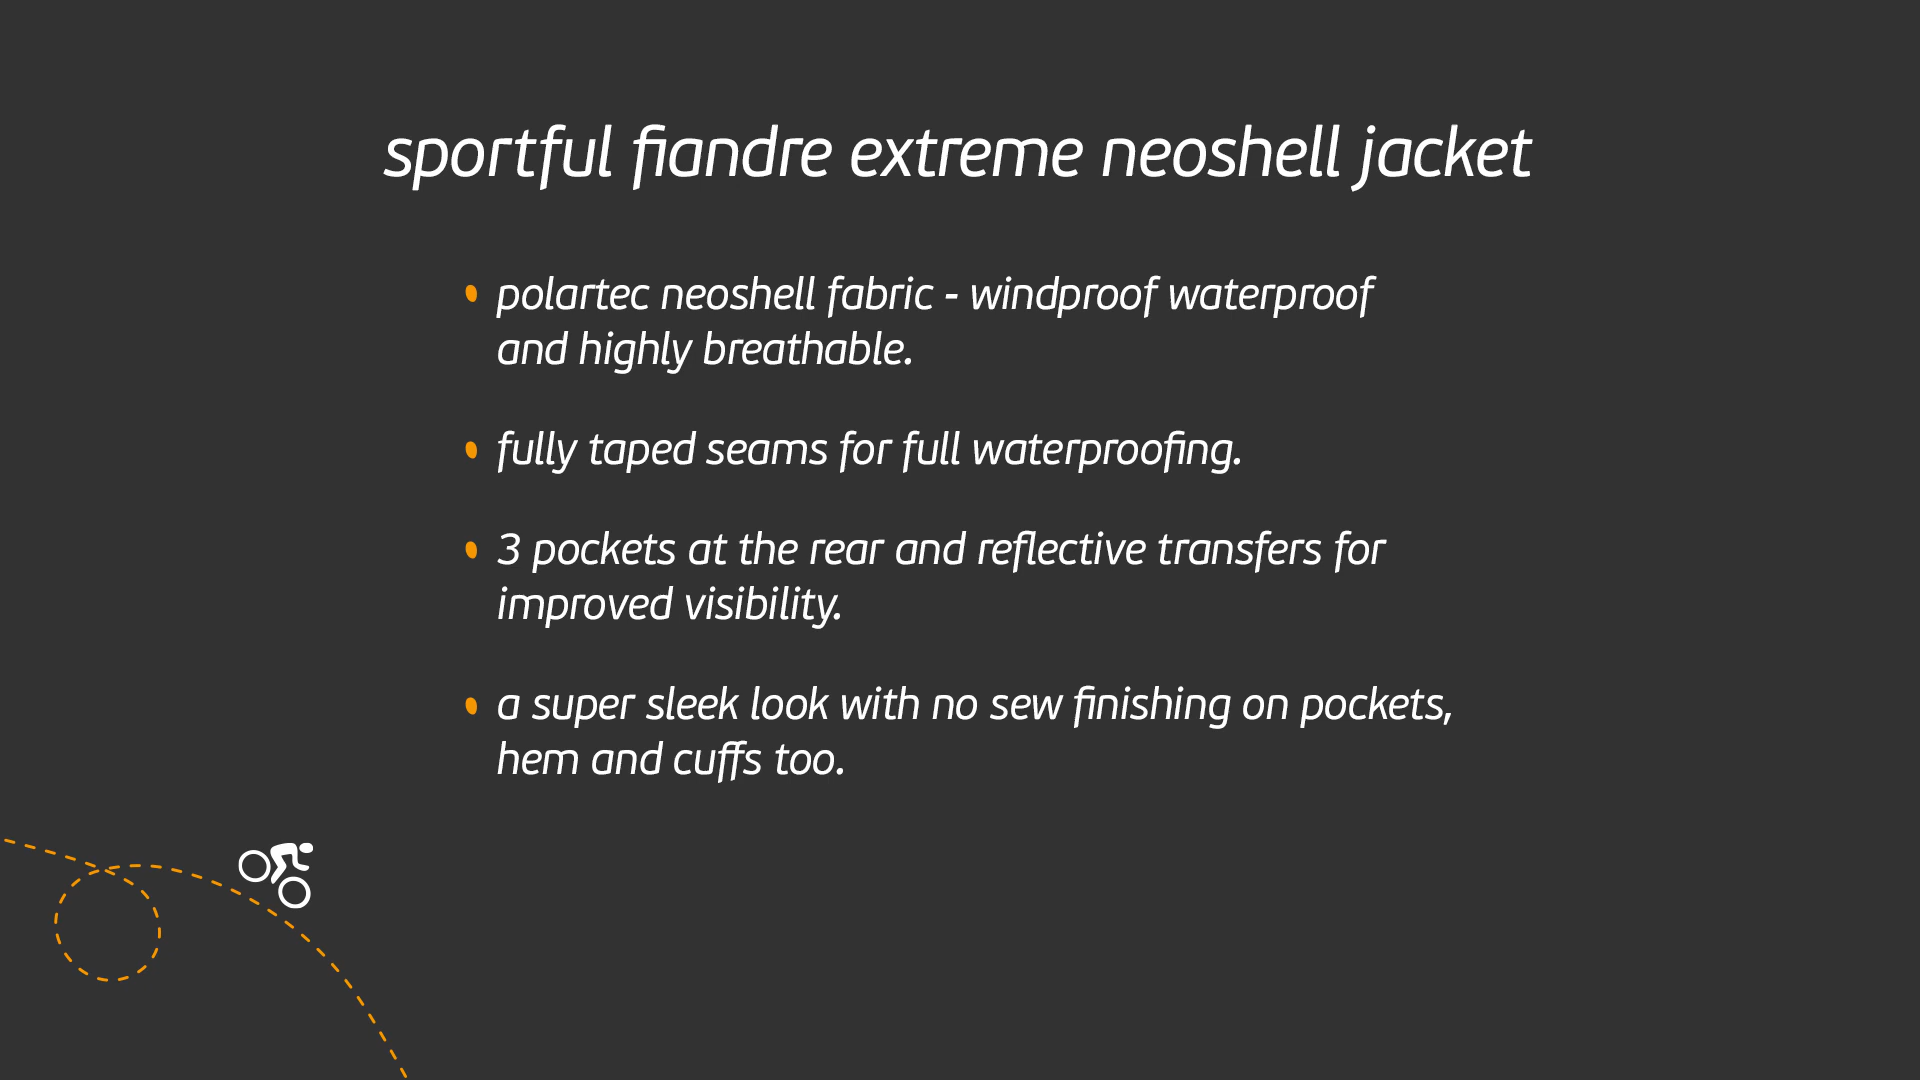 sportful fiandre extreme neoshell jacket
• polartec neoshell fabric - windproof waterproof
and highly breathable.
• fully taped seams for full waterproofing.
• 3 pockets at the rear and reflective transfers for
improved visibility.
• a super sleek look with no sew finishing on pockets,
hem and cuffs too.